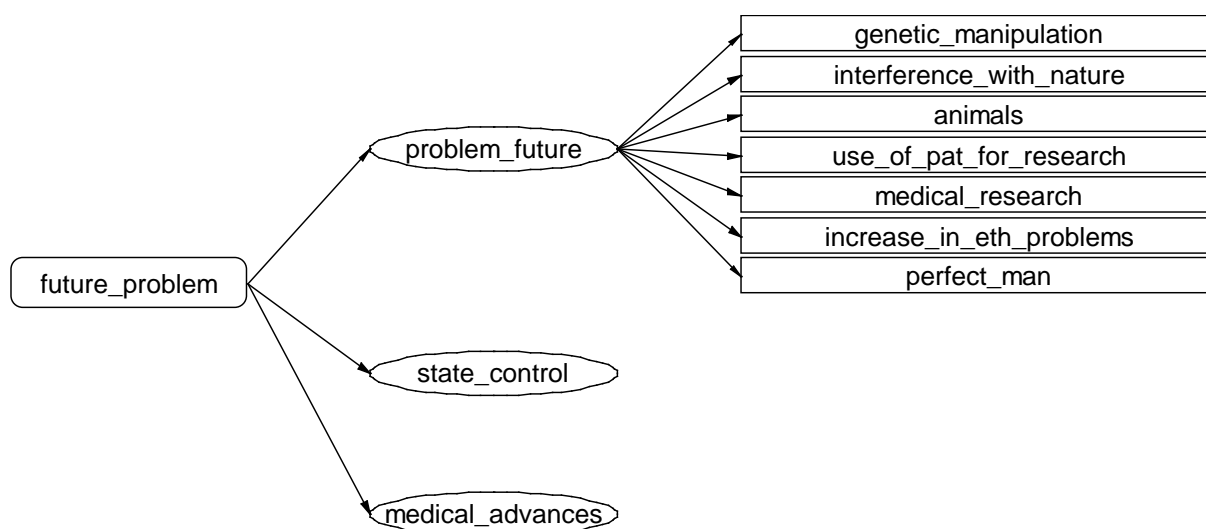 genetic_manipulation
interference_with_nature
animals
problem_future
use_of_pat_for_research
medical_research
increase_in_eth_problems
future_problem
perfect_man
state_control
medical_advances